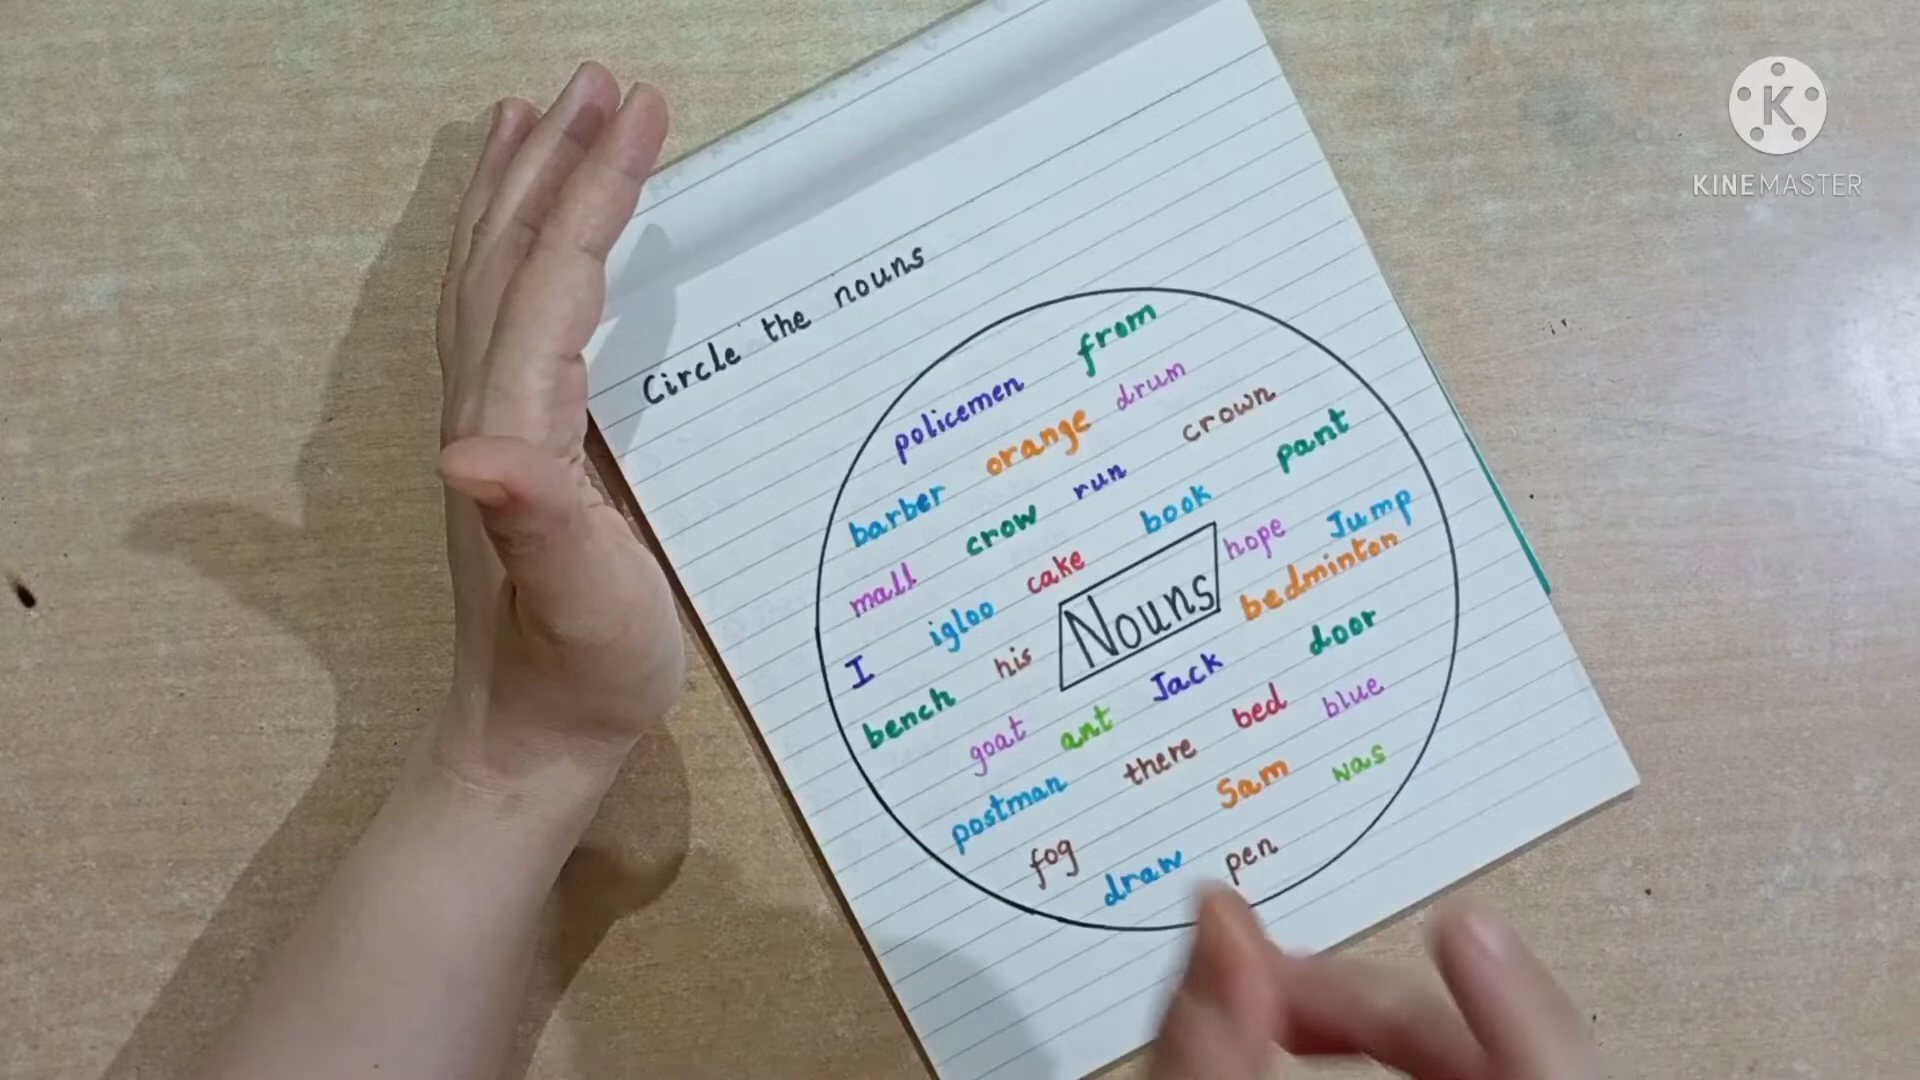 Circle the nouns
policemen from
barber orange drum
mall crow run crown
I igloo cake book pant
bench his Nouns hope Jump
bedminton
goat ant Jack door
postman there bed blue
fog Sam was
draw pen
KINEMASTER